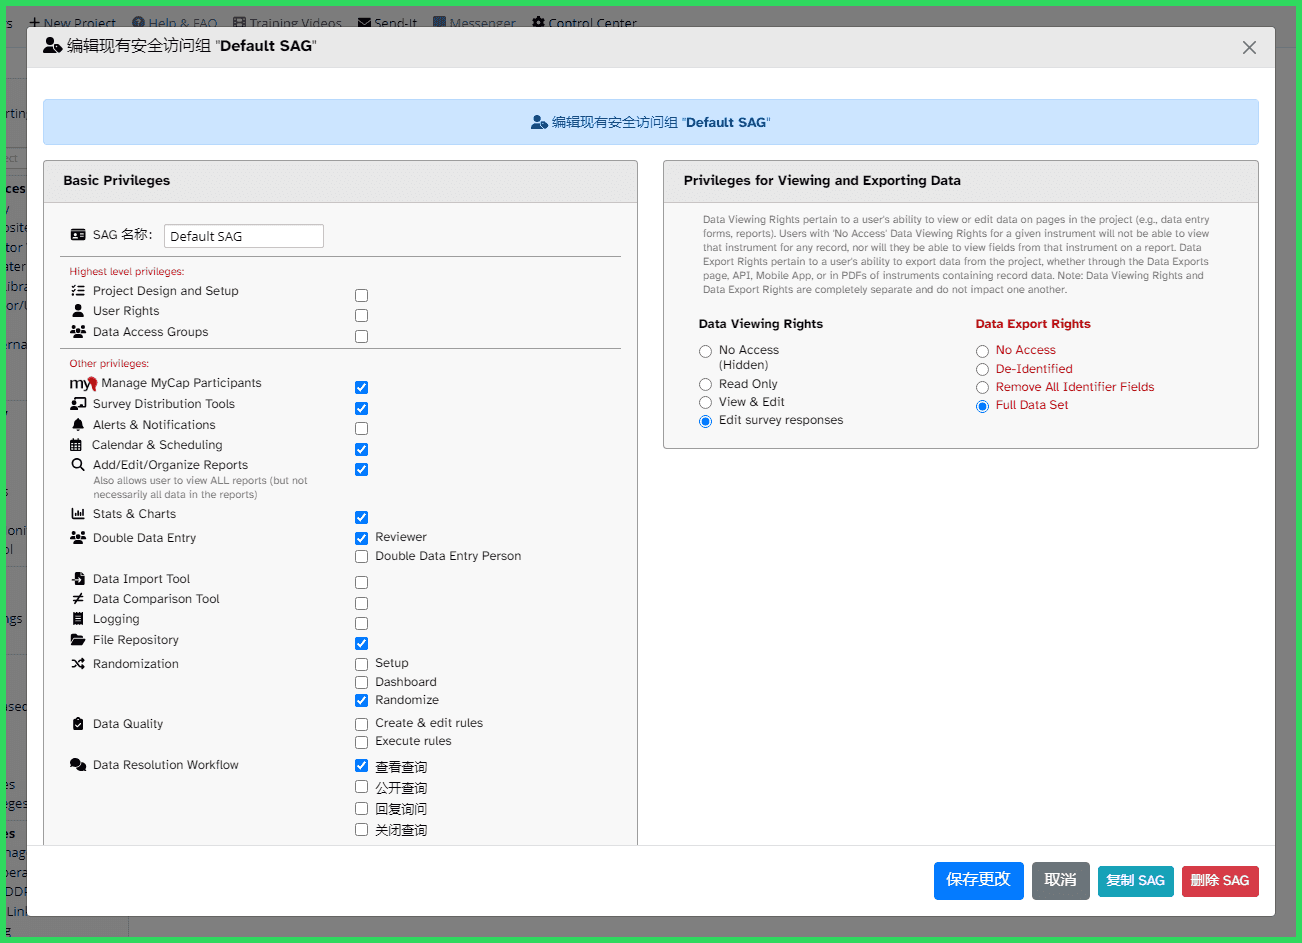 New Project Help & FAQ Training Videos Send-It Messenger Control Center
编辑现有安全访问组 "Default SAG"
编辑现有安全访问组 "Default SAG"
Basic Privileges
SAG 名称: Default SAG
Highest level privileges:
Project Design and Setup
User Rights
Data Access Groups
Other privileges:
my Manage MyCap Participants
Survey Distribution Tools
Alerts & Notifications
Calendar & Scheduling
Add/Edit/Organize Reports
Also allows user to view ALL reports (but not
necessarily all data in the reports)
Stats & Charts
Double Data Entry Reviewer
Double Data Entry Person
Data Import Tool
Data Comparison Tool
Logging
File Repository
Randomization Setup
Dashboard
Randomize
Data Quality Create & edit rules
Execute rules
Data Resolution Workflow 查看查询
公开查询
回复询问
关闭查询
Privileges for Viewing and Exporting Data
Data Viewing Rights pertain to a user's ability to view or edit data on pages in the project (e.g., data entry
forms, reports). Users with 'No Access' Data Viewing Rights for a given instrument will not be able to view
that instrument for any record, nor will they be able to view fields from that instrument on a report. Data
Export Rights pertain to a user's ability to export data from the project, whether through the Data Exports
page, API, Mobile App, or in PDFs of instruments containing record data. Note: Data Viewing Rights and
Data Export Rights are completely separate and do not impact one another.
Data Viewing Rights
No Access
(Hidden)
Read Only
View & Edit
Edit survey responses
Data Export Rights
No Access
De-Identified
Remove All Identifier Fields
Full Data Set
保存更改 取消 复制 SAG 删除 SAG